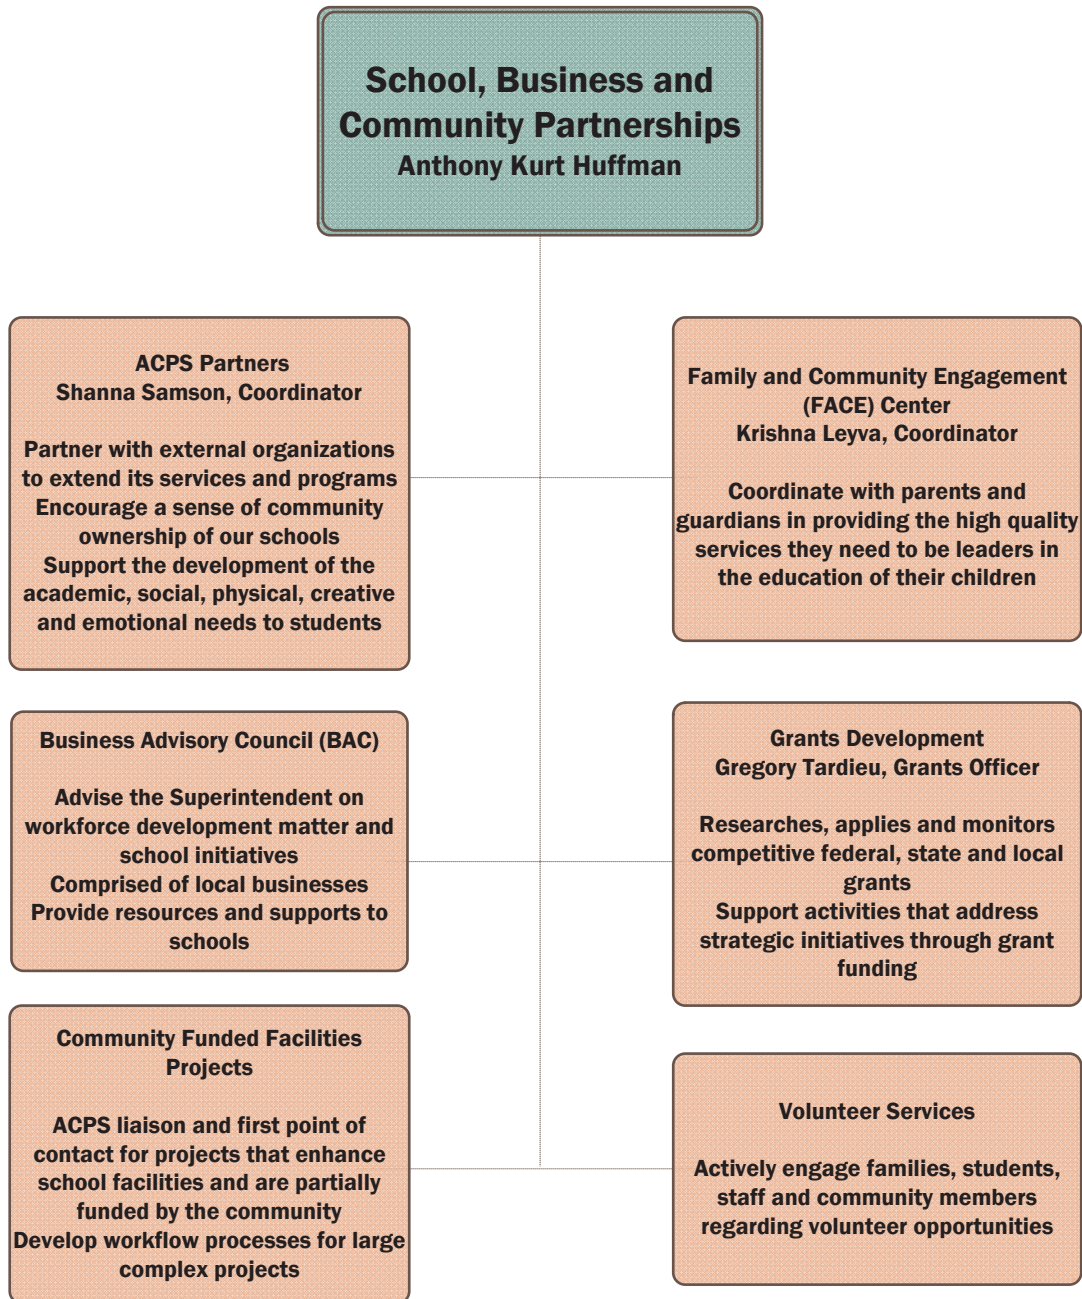 School, Business and
Community Partnerships
Anthony Kurt Huffman
ACPS Partners
Shanna Samson, Coordinator
Partner with external organizations
to extend its services and programs
Encourage a sense of community
ownership of our schools
Support the development of the
academic, social, physical, creative
and emotional needs to students
Family and Community Engagement
(FACE) Center
Krishna Leyva, Coordinator
Coordinate with parents and
guardians in providing the high quality
services they need to be leaders in
the education of their children
Business Advisory Council (BAC)
Advise the Superintendent on
workforce development matter and
school initiatives
Comprised of local businesses
Provide resources and supports to
schools
Grants Development
Gregory Tardieu, Grants Officer
Researches, applies and monitors
competitive federal, state and local
grants
Support activities that address
strategic initiatives through grant
funding
Community Funded Facilities
Projects
ACPS liaison and first point of
contact for projects that enhance
school facilities and are partially
funded by the community
Develop workflow processes for large
complex projects
Volunteer Services
Actively engage families, students,
staff and community members
regarding volunteer opportunities